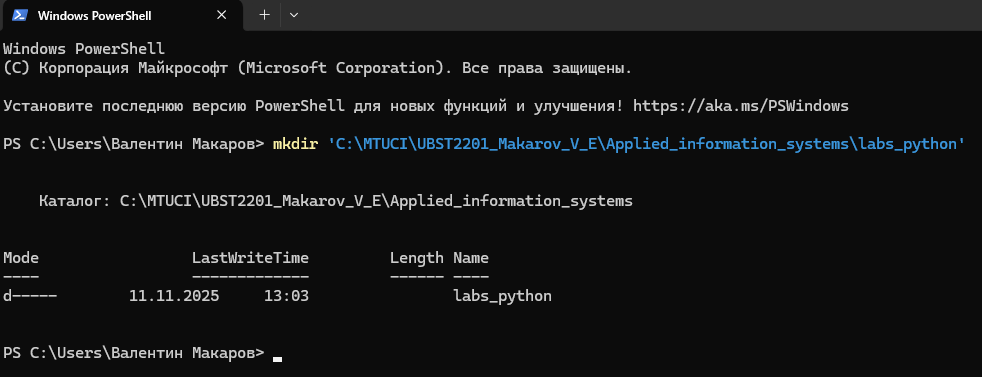 Windows PowerShell
Windows PowerShell
(C) Корпорация Майкрософт (Microsoft Corporation). Все права защищены.
Установите последнюю версию PowerShell для новых функций и улучшения! https://aka.ms/PSWindows
PS C:\Users\Валентин Макаров> mkdir 'C:\MTUCI\UBST2201_Makarov_V_E\Applied_information_systems\labs_python'
Каталог: C:\MTUCI\UBST2201_Makarov_V_E\Applied_information_systems
Mode LastWriteTime Length Name
---- ------------- ------ ----
d----- 11.11.2025 13:03 labs_python
PS C:\Users\Валентин Макаров>